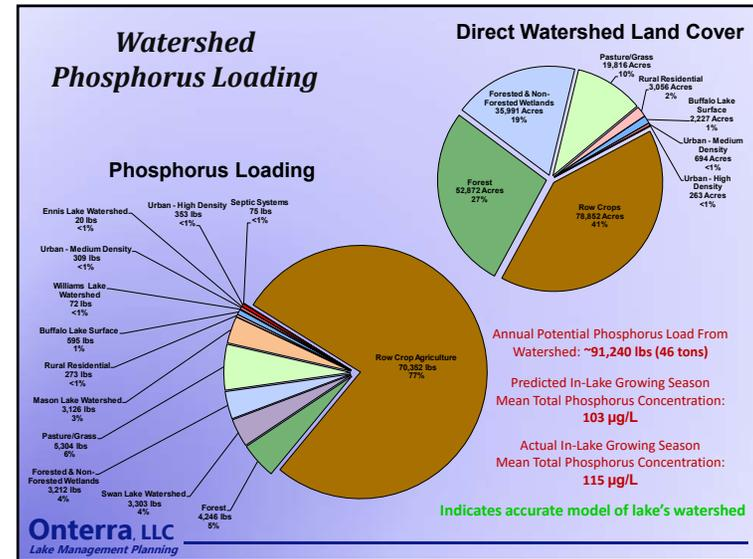 Watershed
Phosphorus Loading
Direct Watershed Land Cover
Pasture/Grass
19,816 Acres
10%
Rural Residential
3,056 Acres
2%
Buffalo Lake
Surface
2,227 Acres
1%
Urban - Medium
Density
694 Acres
<1%
Urban - High
Density
263 Acres
<1%
Row Crops
78,852 Acres
41%
Forest
52,872 Acres
27%
Forested & Non-
Forested Wetlands
35,991 Acres
19%
Phosphorus Loading
Septic Systems
75 lbs
<1%
Urban - High Density
353 lbs
<1%
Ennis Lake Watershed
20 lbs
<1%
Urban - Medium Density
309 lbs
<1%
Williams Lake
Watershed
72 lbs
<1%
Buffalo Lake Surface
595 lbs
1%
Rural Residential
273 lbs
<1%
Mason Lake Watershed
3,126 lbs
3%
Pasture/Grass
5,304 lbs
6%
Forested & Non-
Forested Wetlands
3,212 lbs
4%
Swan Lake Watershed
3,303 lbs
4%
Forest
4,246 lbs
5%
Row Crop Agriculture
70,352 lbs
77%
Annual Potential Phosphorus Load From
Watershed: ~91,240 lbs (46 tons)
Predicted In-Lake Growing Season
Mean Total Phosphorus Concentration:
103 µg/L
Actual In-Lake Growing Season
Mean Total Phosphorus Concentration:
115 µg/L
Indicates accurate model of lake's watershed
Onterra, LLC
Lake Management Planning